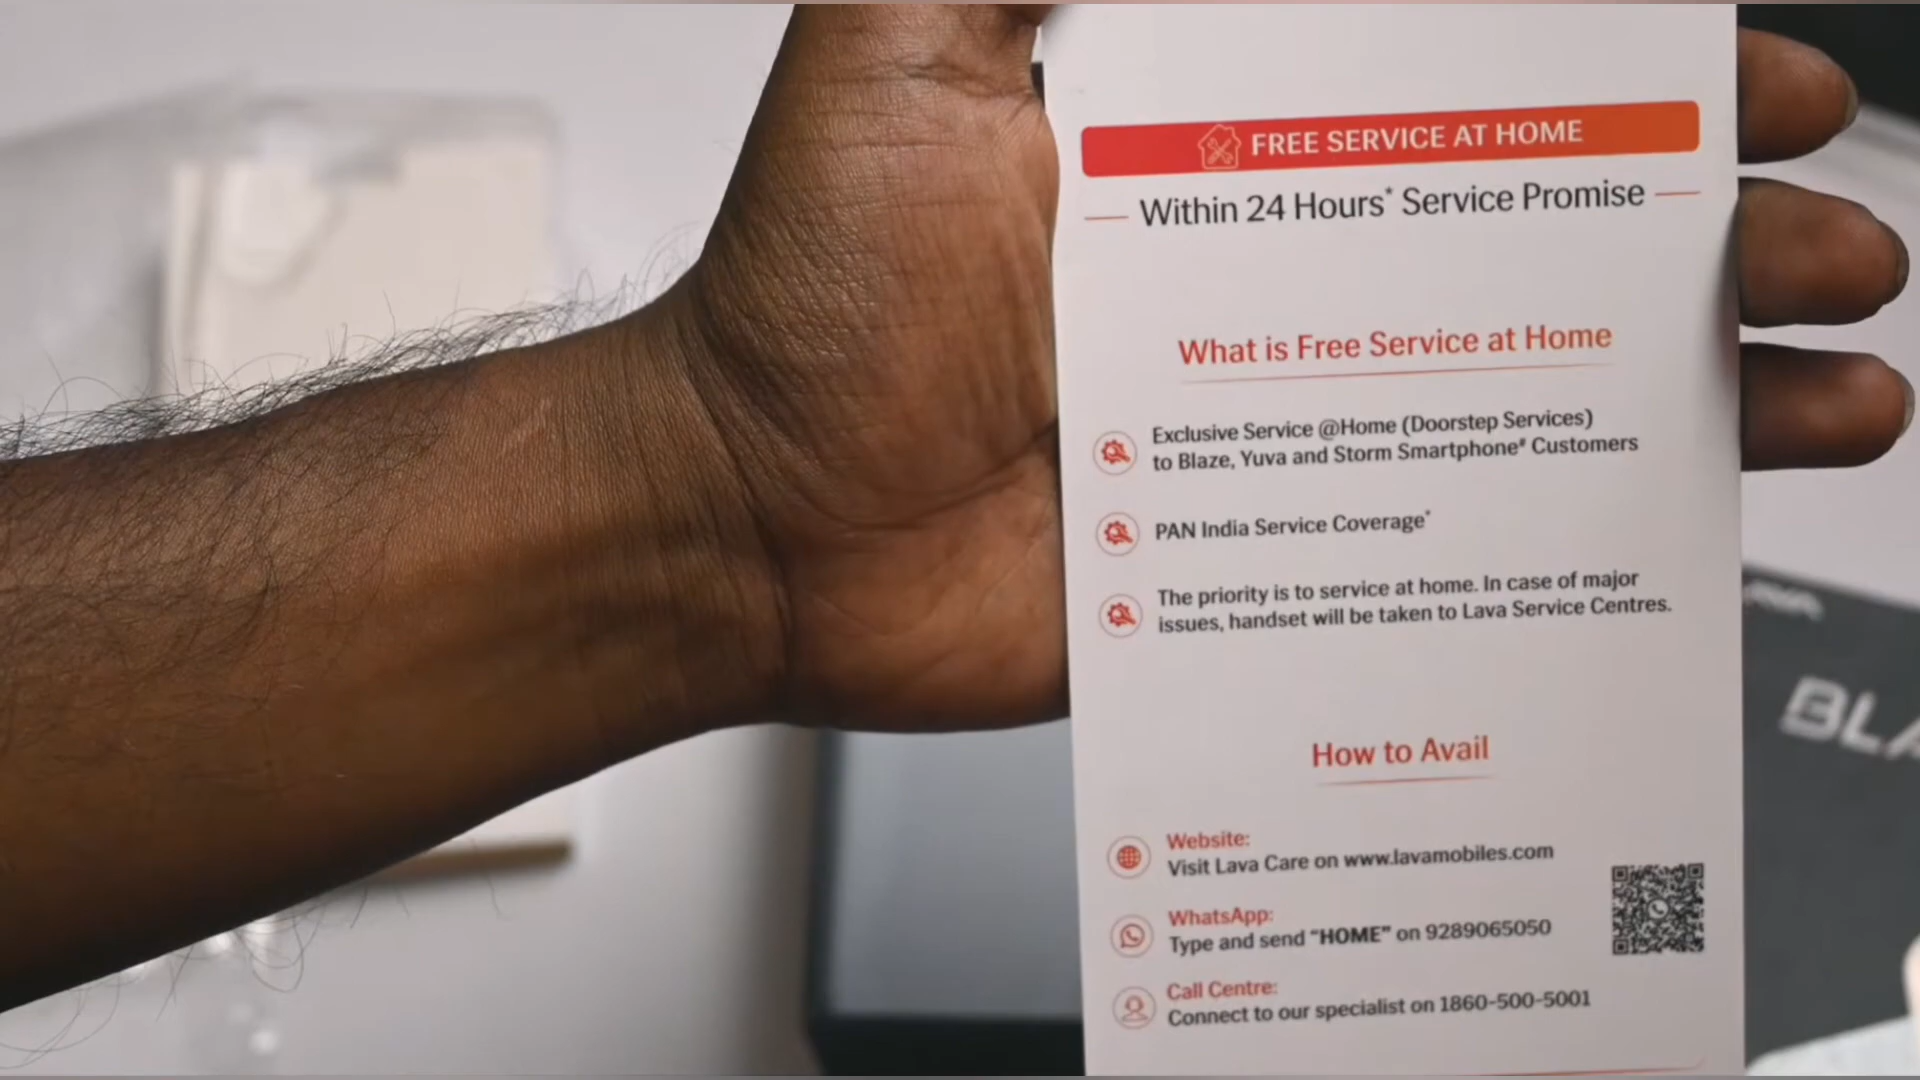 FREE SERVICE AT HOME
Within 24 Hours* Service Promise
What is Free Service at Home
Exclusive Service @Home (Doorstep Services)
to Blaze, Yuva and Storm Smartphone# Customers
PAN India Service Coverage*
The priority is to service at home. In case of major
issues, handset will be taken to Lava Service Centres.
How to Avail
Website:
Visit Lava Care on www.lavamobiles.com
WhatsApp:
Type and send "HOME" on 9289065050
Call Centre:
Connect to our specialist on 1860-500-5001
BLA